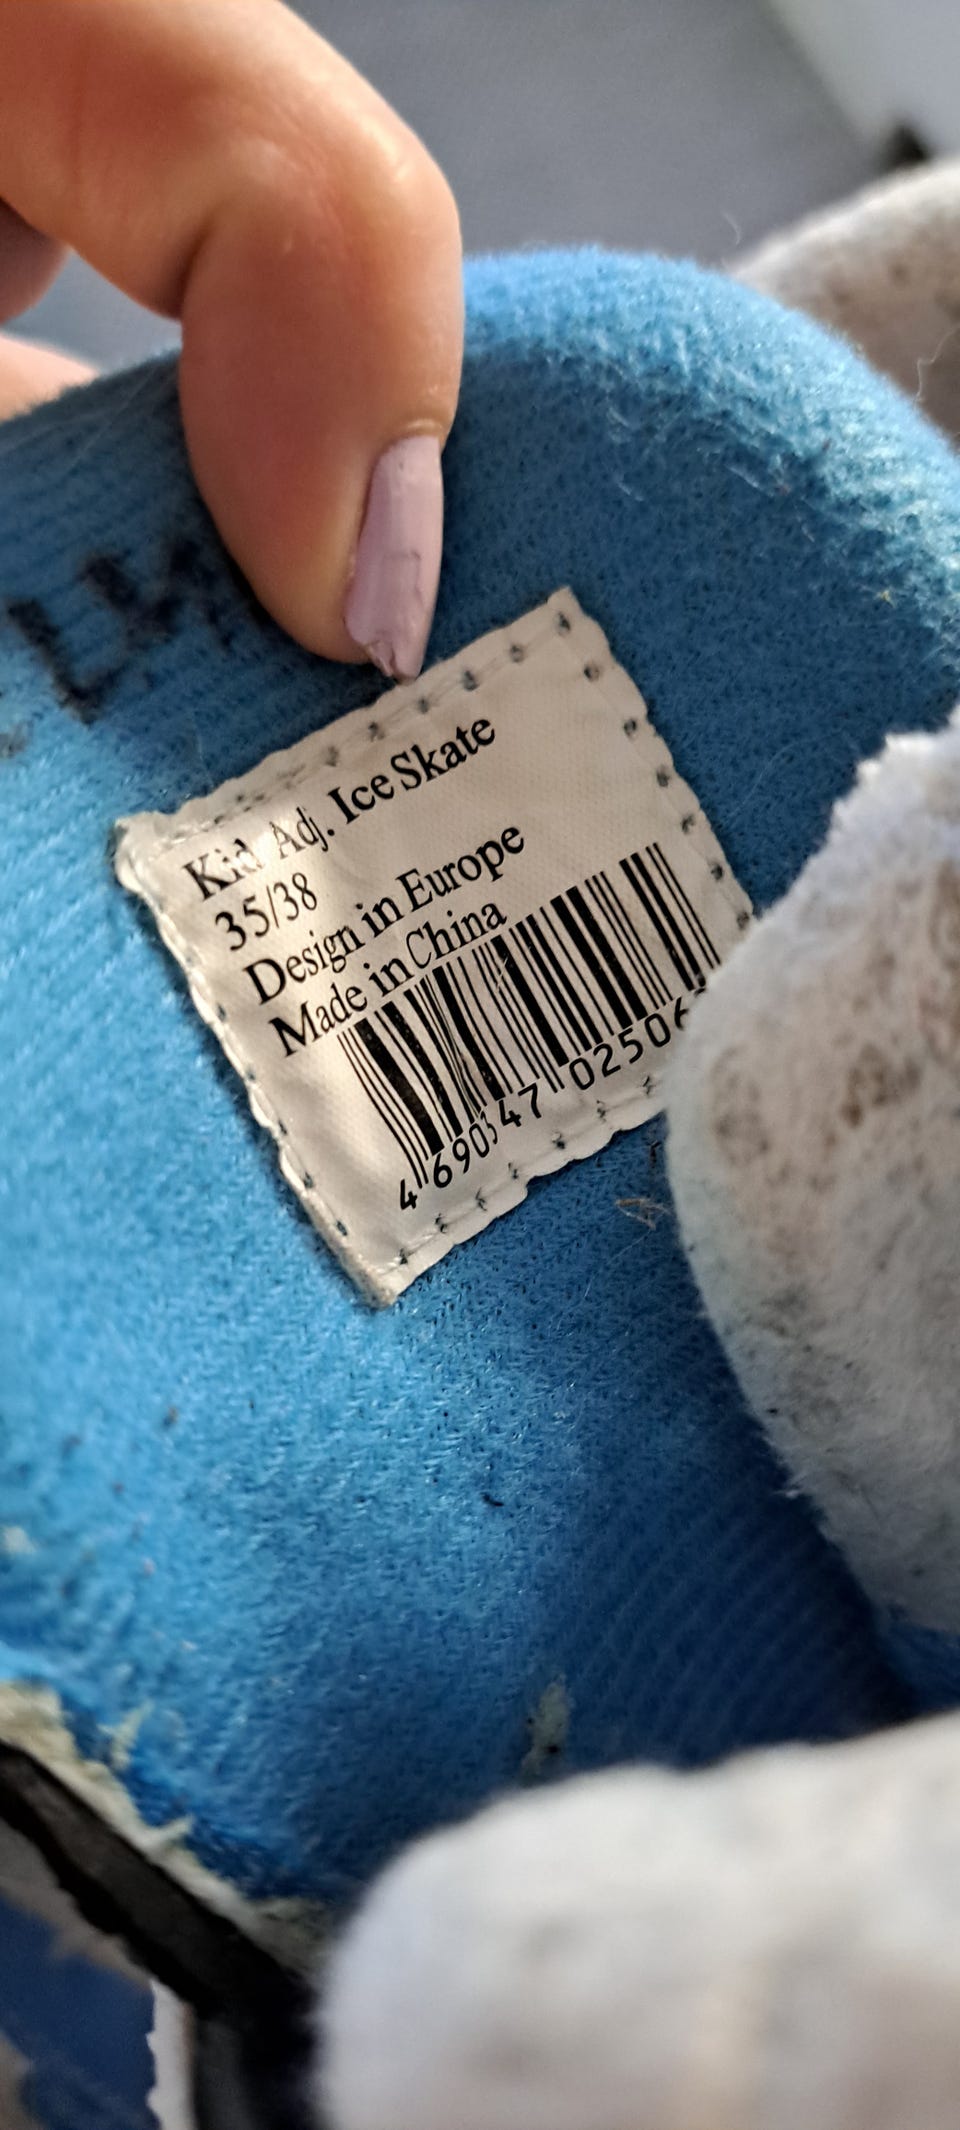 Kid Adj. Ice Skate
35/38
Design in Europe
Made in China
4 690347 02506